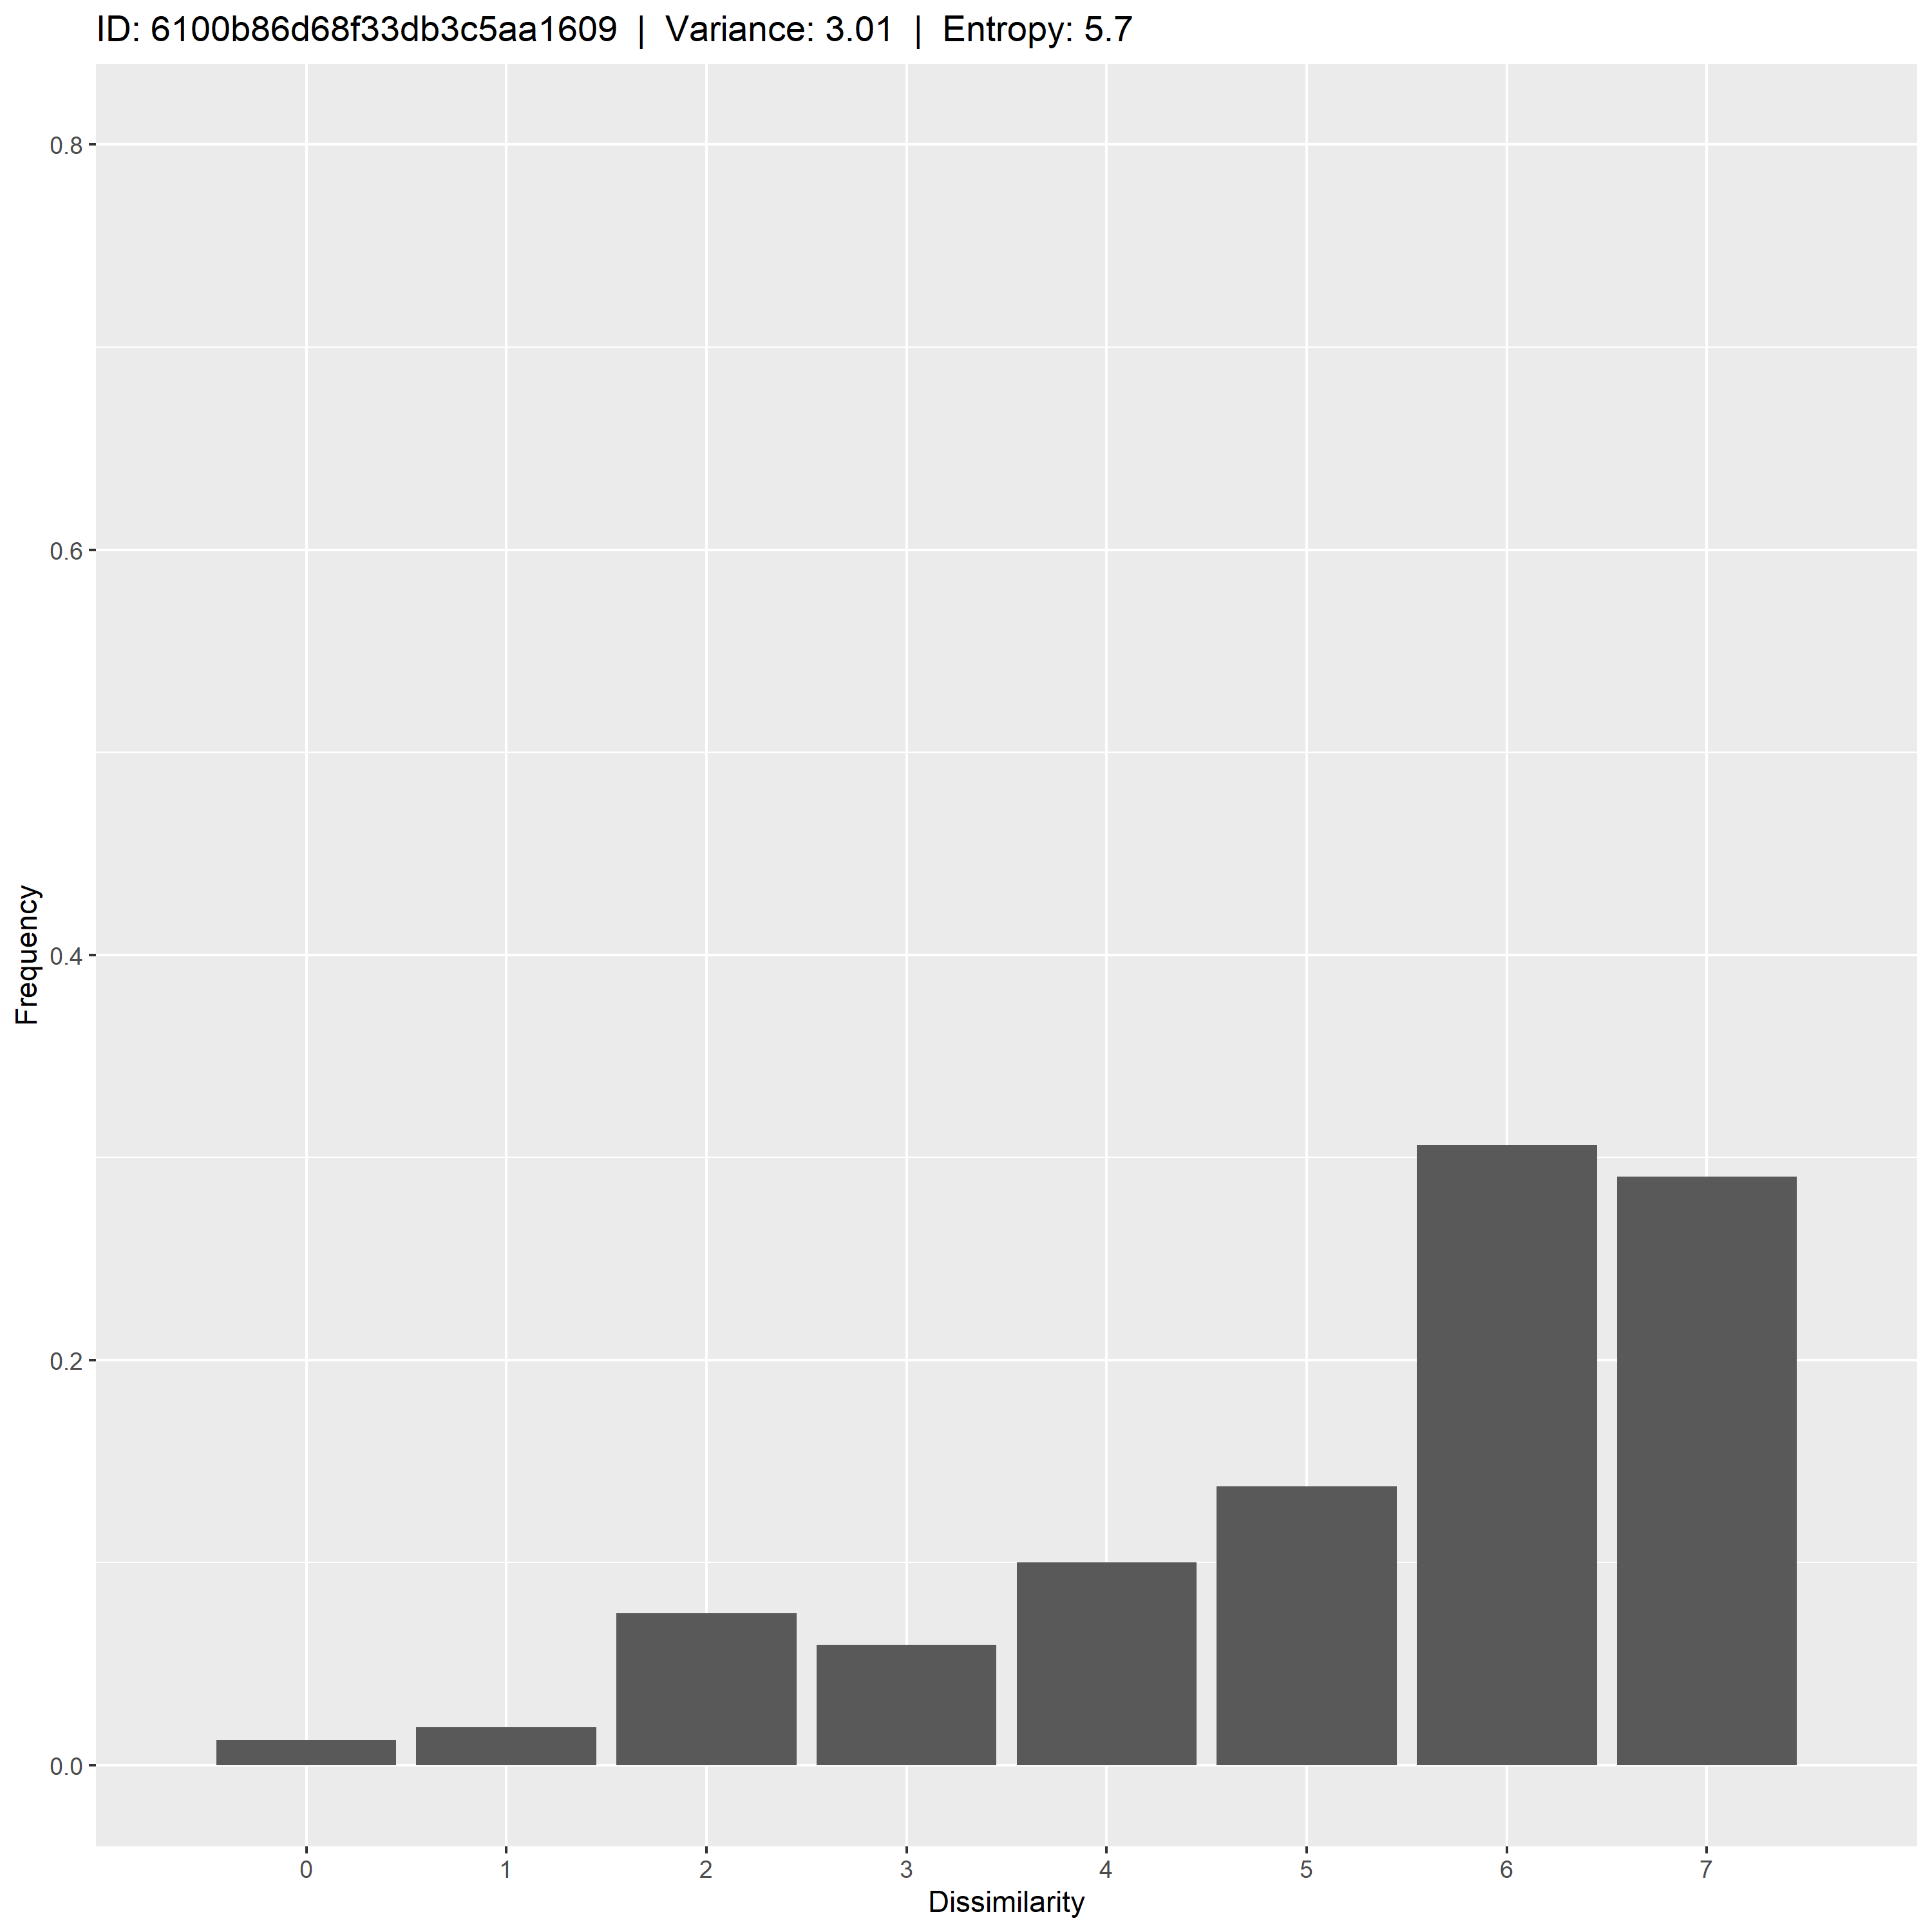 ID: 6100b86d68f33db3c5aa1609 | Variance: 3.01 | Entropy: 5.7
0.8
0.6
0.4
0.2
0.0
Frequency
0 1 2 3 4 5 6 7
Dissimilarity